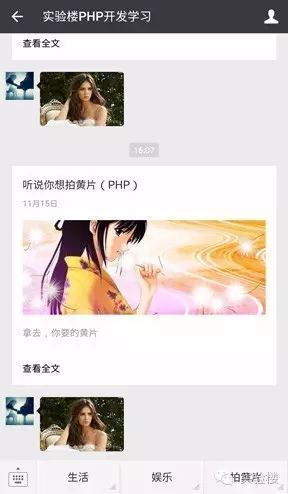 实验楼PHP开发学习
查看全文
16:07
听说你想拍黄片（PHP）
11月15日
拿去，你要的黄片
查看全文
生活
娱乐
拍黄片
实验楼